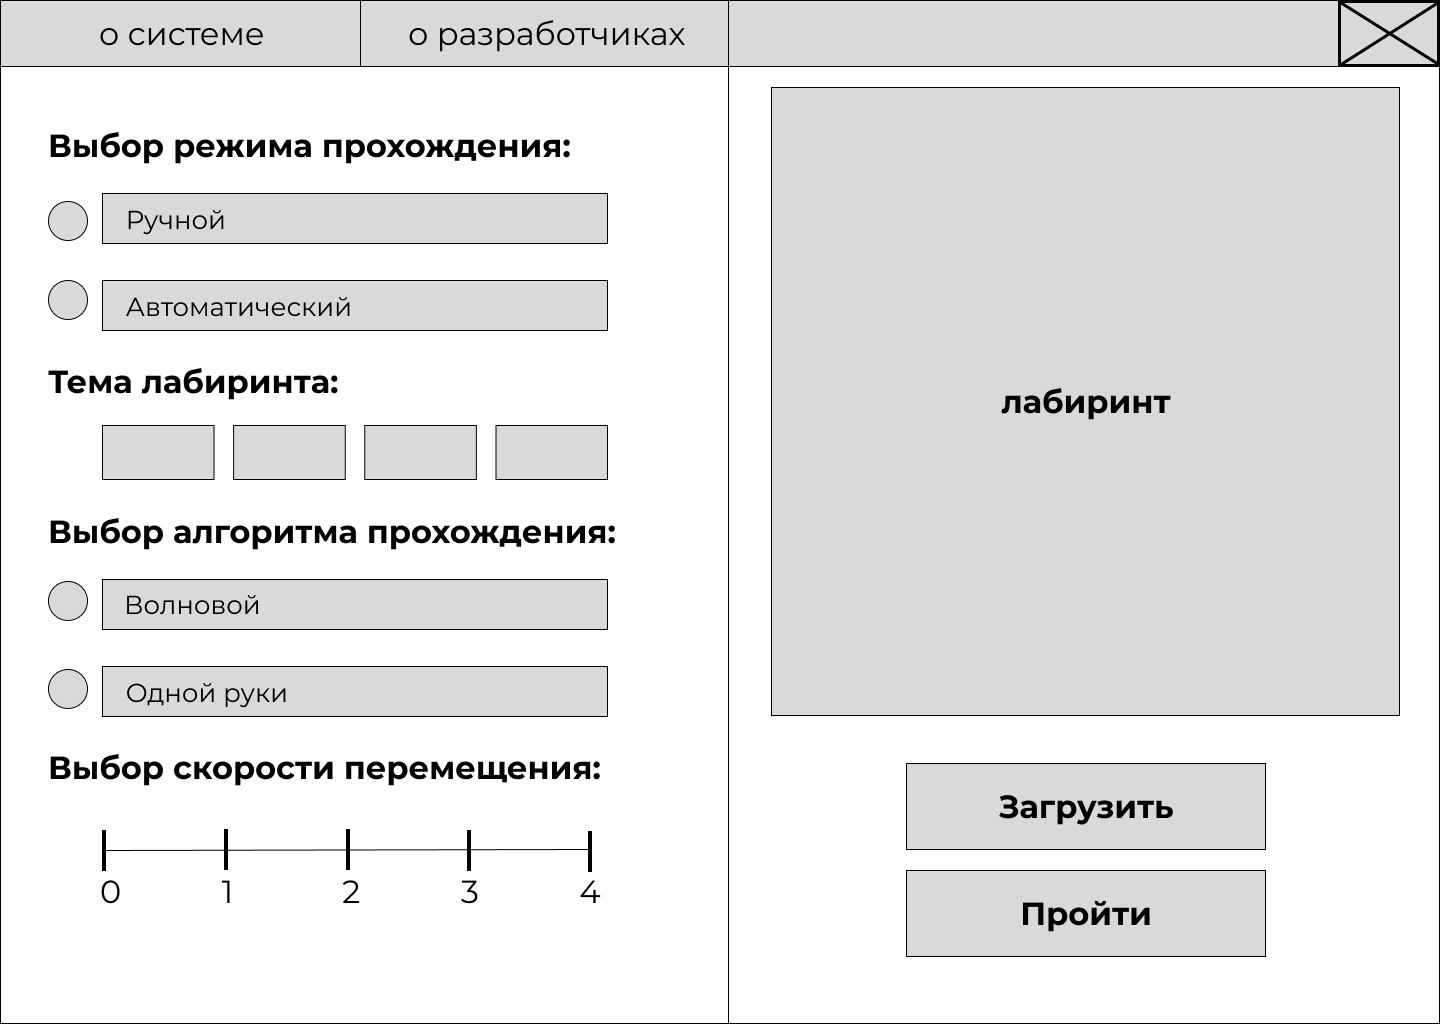 о системе
о разработчиках
Выбор режима прохождения:
Ручной
Автоматический
Тема лабиринта:
Выбор алгоритма прохождения:
Волновой
Одной руки
Выбор скорости перемещения:
0 1 2 3 4
лабиринт
Загрузить
Пройти